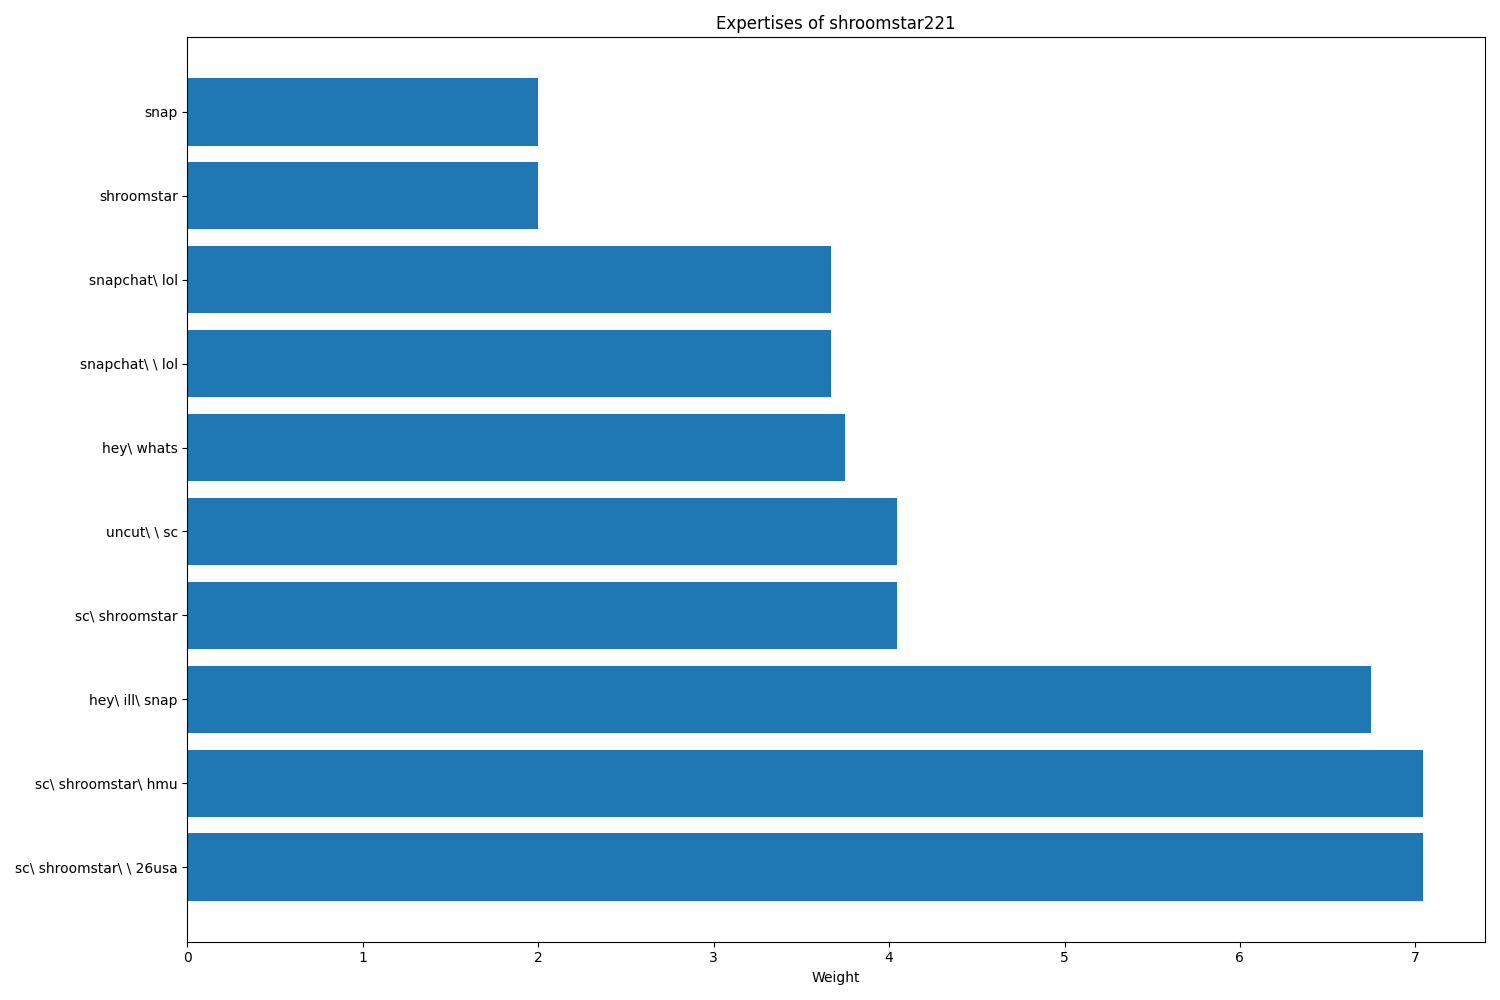 Expertises of shroomstar221
snap
shroomstar
snapchat\ lol
snapchat\ \ lol
hey\ whats
uncut\ \ sc
sc\ shroomstar
hey\ ill\ snap
sc\ shroomstar\ hmu
sc\ shroomstar\ \ 26usa
0 1 2 3 4 5 6 7
Weight